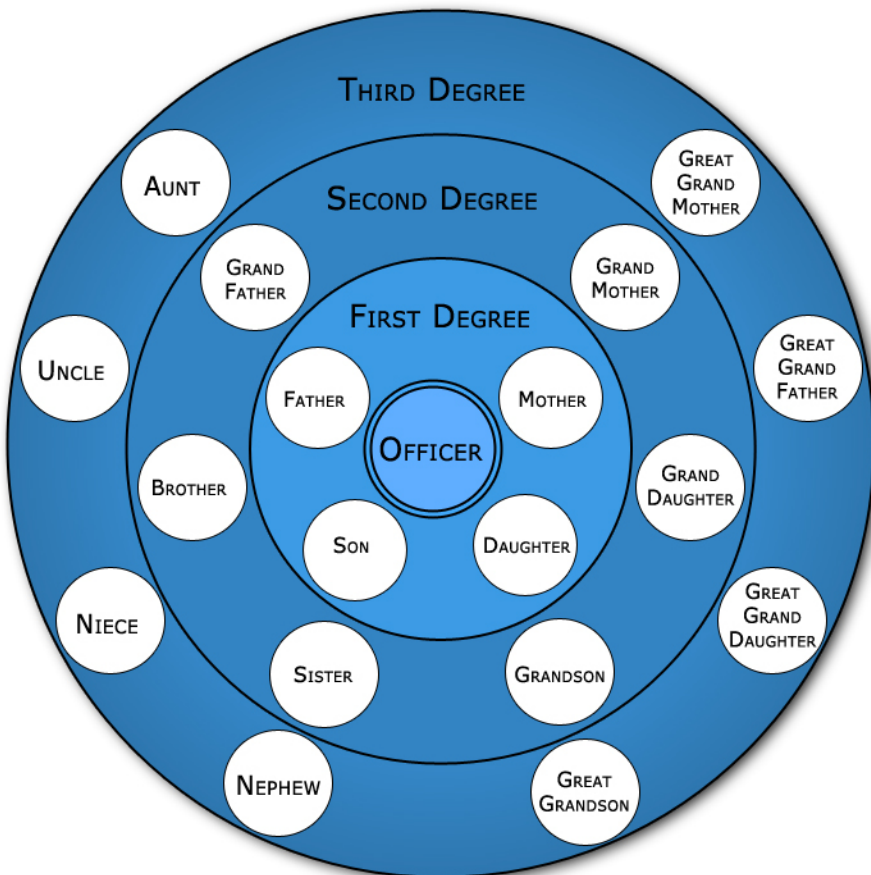 Third Degree
Aunt
Great
Grand
Mother
Second Degree
Grand
Father
Grand
Mother
First Degree
Uncle
Great
Grand
Father
Father
Mother
Officer
Brother
Grand
Daughter
Son
Daughter
Niece
Great
Grand
Daughter
Sister
Grandson
Nephew
Great
Grandson